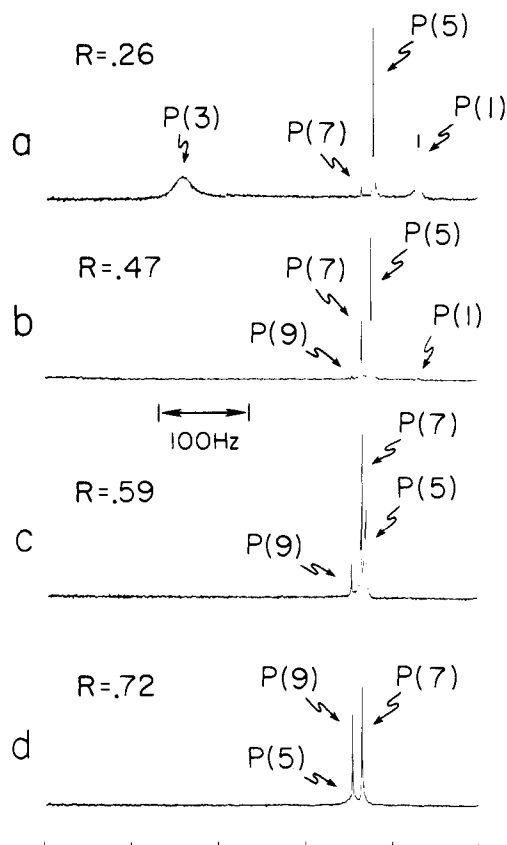 P(5)
R=.26
P(3)
P(7)
P(1)
a
P(5)
R=.47
P(7)
b
P(9)
P(1)
100Hz
P(7)
R=.59
P(5)
c
P(9)
R=.72
P(9)
P(7)
d
P(5)